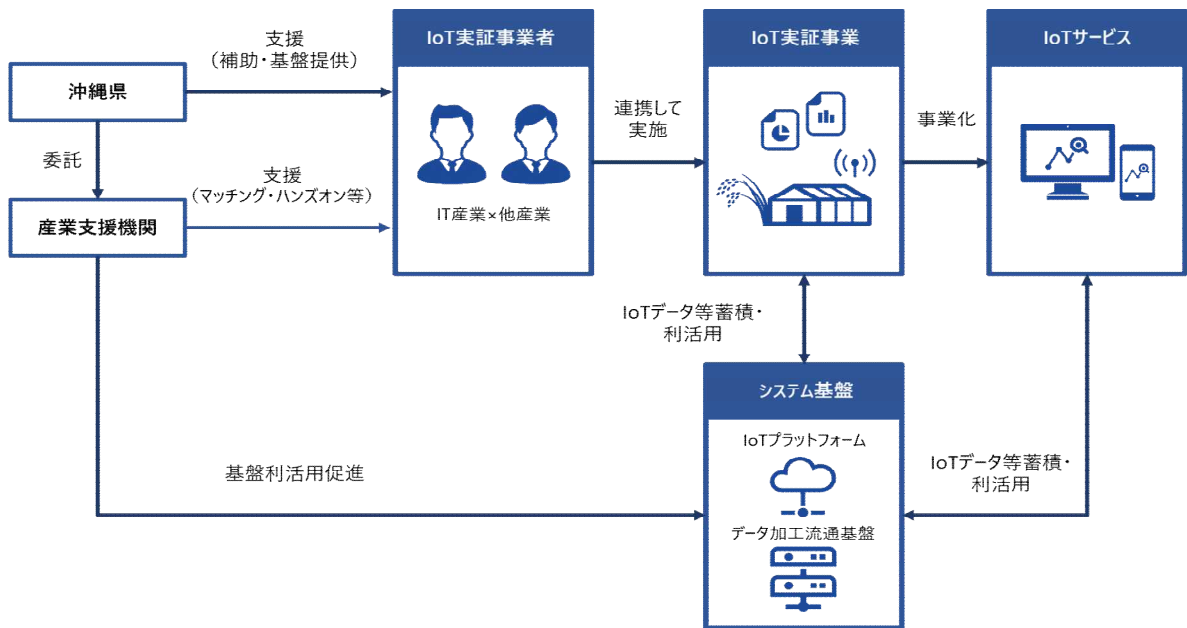 沖縄県
支援
(補助・基盤提供)
委託
産業支援機関
支援
(マッチング・ハンズオン等)
IoT実証事業者
IT産業×他産業
連携して
実施
IoT実証事業
事業化
IoTサービス
IoTデータ等蓄積・
利活用
基盤利活用促進
システム基盤
IoTプラットフォーム
データ加工流通基盤
IoTデータ等蓄積・
利活用